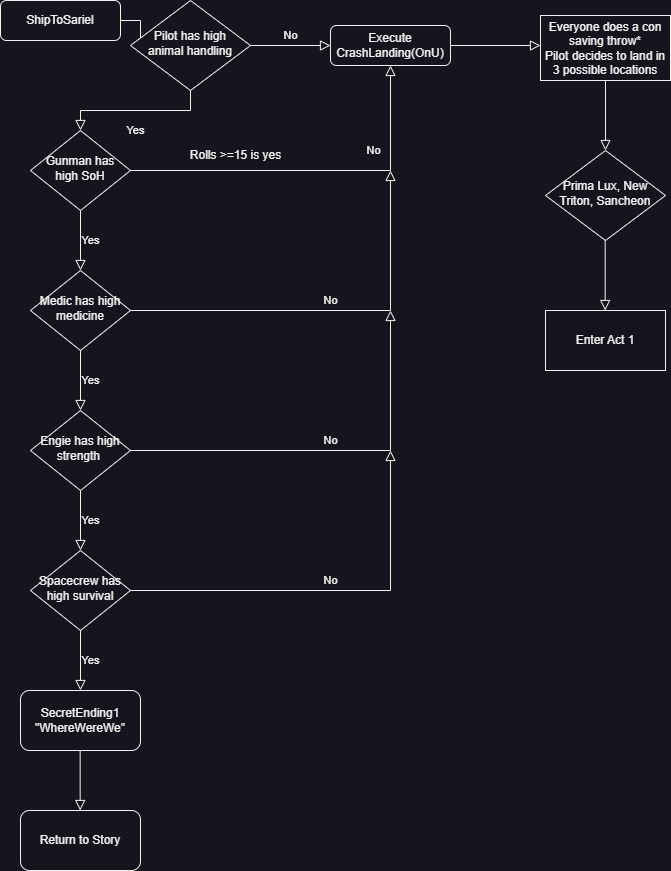 ShipToSariel
Pilot has high
animal handling
No
Execute
CrashLanding(OnU)
Everyone does a con
saving throw*
Pilot decides to land in
3 possible locations
Yes
Gunman has
high SoH
Rolls >=15 is yes
No
Prima Lux, New
Triton, Sancheon
Yes
Medic has high
medicine
No
Enter Act 1
Yes
Engie has high
strength
No
Yes
Spacecrew has
high survival
No
Yes
SecretEnding1
"WhereWereWe"
Return to Story